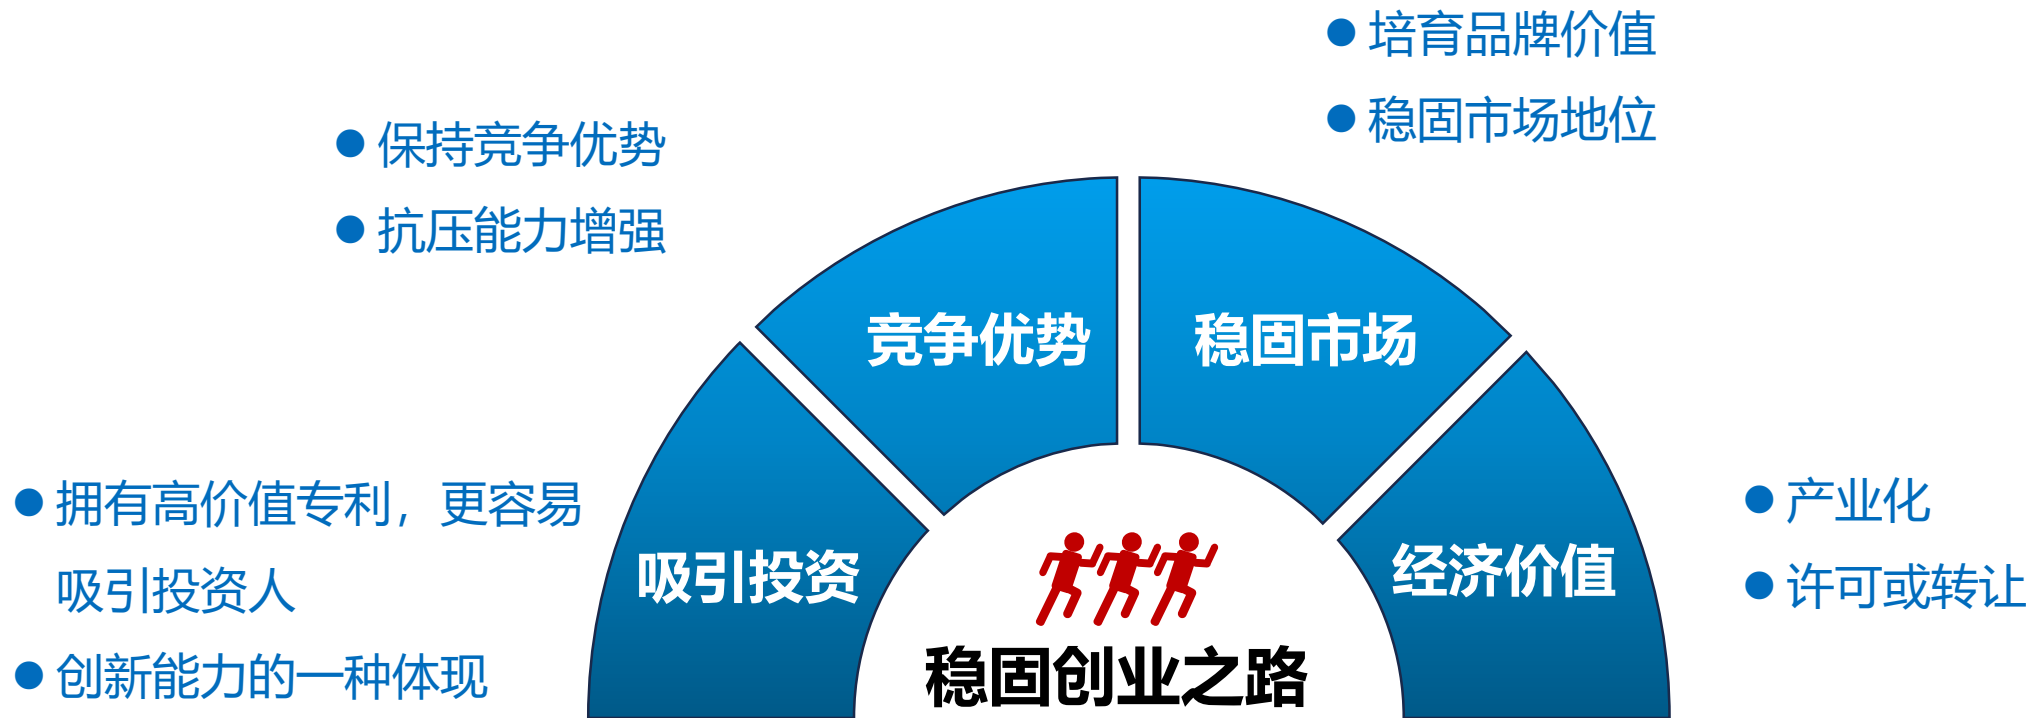 培育品牌价值
稳固市场地位
保持竞争优势
抗压能力增强
竞争优势
稳固市场
拥有高价值专利，更容易
吸引投资人
创新能力的一种体现
吸引投资
经济价值
产业化
许可或转让
稳固创业之路